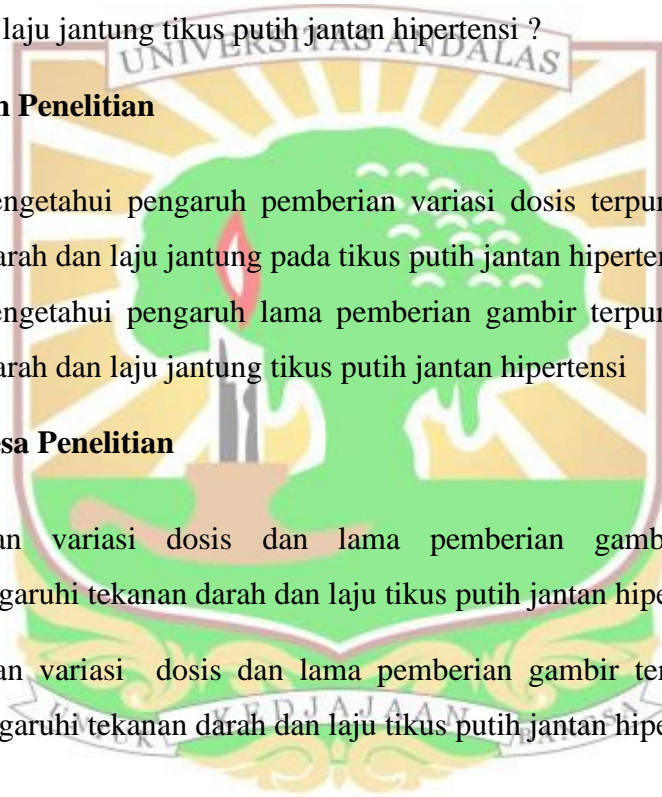 laju jantung tikus putih jantan hipertensi ?
UNIVERSITAS ANDALAS
n Penelitian
engetahui pengaruh pemberian variasi dosis terpur
arah dan laju jantung pada tikus putih jantan hiperten
engetahui pengaruh lama pemberian gambir terpur
arah dan laju jantung tikus putih jantan hipertensi
esa Penelitian
an variasi dosis dan lama pemberian gamb
garuhi tekanan darah dan laju tikus putih jantan hipe
an variasi dosis dan lama pemberian gambir ter
garuhi tekanan darah dan laju tikus putih jantan hipe
UNTUK KEDJAJAAN BANGSA